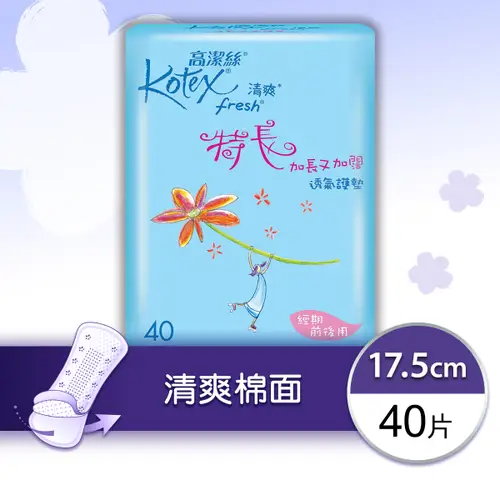 高潔絲®
Kotex®
fresh® 清爽®
特長 加長又加闊
透氣護墊
經期
前後用
40
清爽棉面
17.5cm
40片